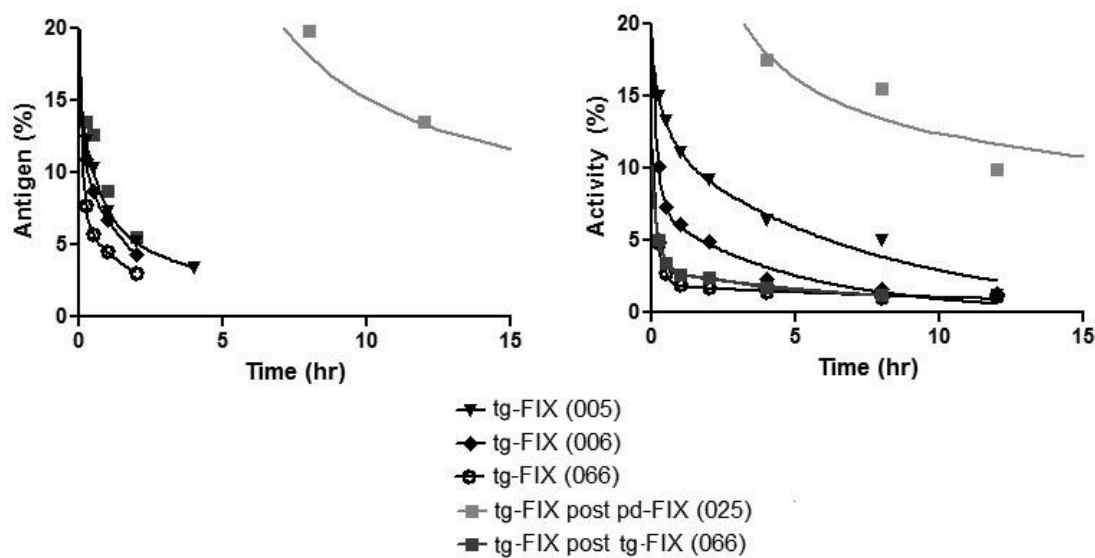 20
15
10
5
0
Antigen (%)
0 5 10 15
Time (hr)
20
15
10
5
0
Activity (%)
0 5 10 15
Time (hr)
tg-FIX (005)
tg-FIX (006)
tg-FIX (066)
tg-FIX post pd-FIX (025)
tg-FIX post tg-FIX (066)